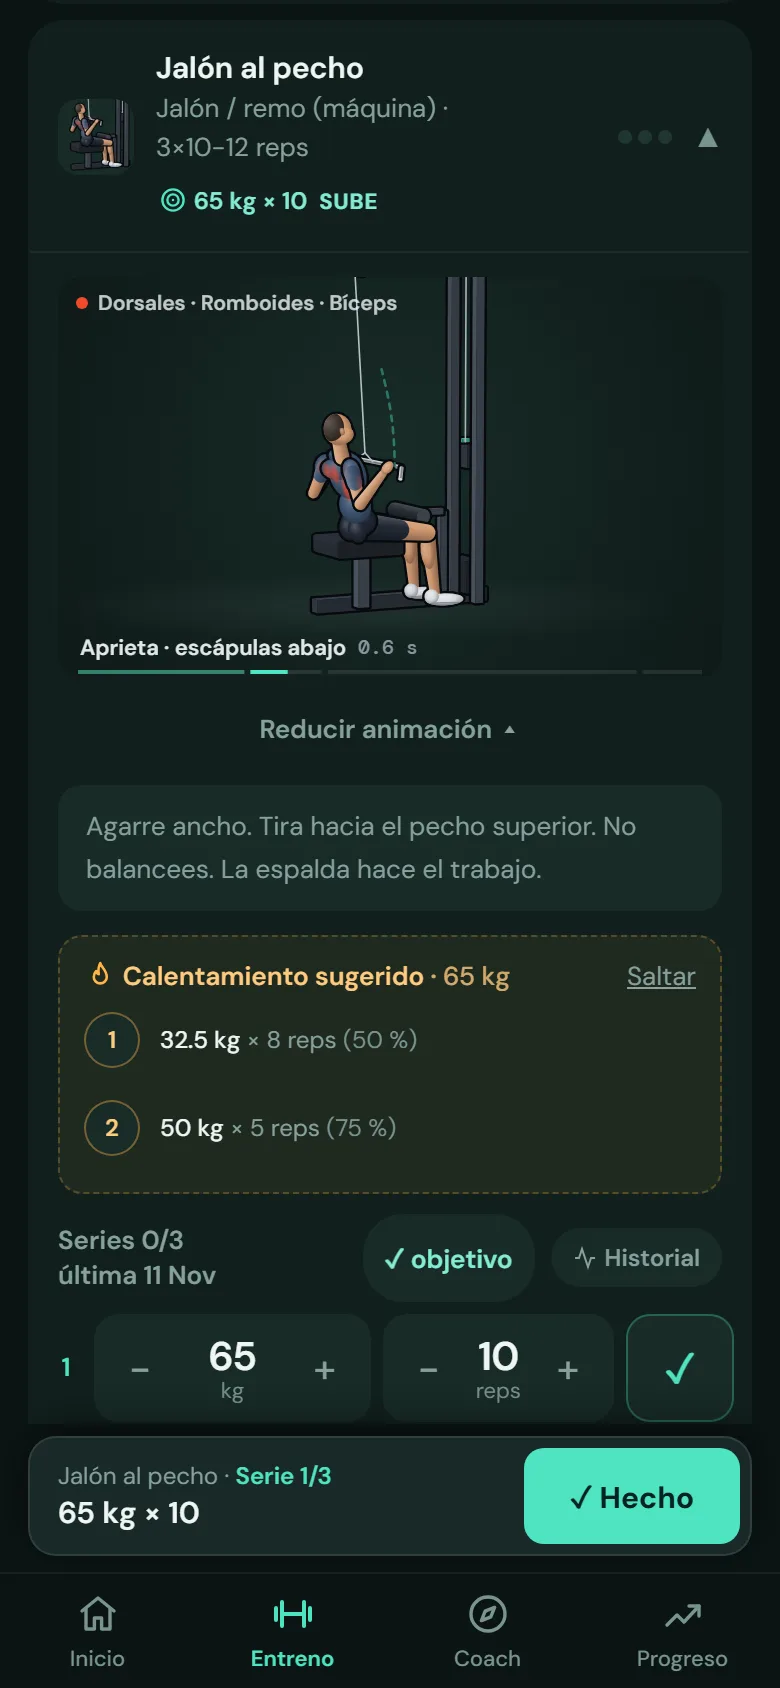 Jalón al pecho
Jalón / remo (máquina) ·
3×10–12 reps
65 kg × 10 SUBE
Dorsales · Romboides · Bíceps
Aprieta · escápulas abajo 0.6 s
Reducir animación ▲
Agarre ancho. Tira hacia el pecho superior. No
balancees. La espalda hace el trabajo.
Calentamiento sugerido · 65 kg
Saltar
1 32.5 kg × 8 reps (50 %)
2 50 kg × 5 reps (75 %)
Series 0/3
última 11 Nov
✓ objetivo
Historial
1 − 65 + − 10 + ✓
kg reps
Jalón al pecho · Serie 1/3
65 kg × 10
✓ Hecho
Inicio Entreno Coach Progreso